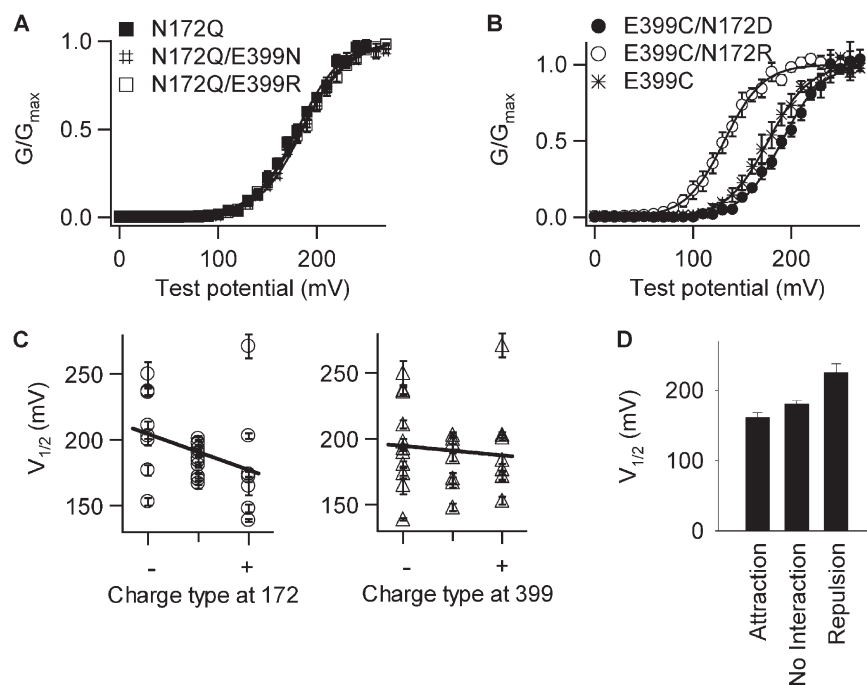 A
N172Q
N172Q/E399N
N172Q/E399R
1.0
0.5
0.0
G/Gmax
0
100
200
Test potential (mV)
B
E399C/N172D
E399C/N172R
E399C
1.0
0.5
0.0
G/Gmax
0
100
200
Test potential (mV)
C
250
200
150
V1/2 (mV)
-
+
Charge type at 172
250
200
150
-
+
Charge type at 399
D
200
100
0
V1/2 (mV)
Attraction
No Interaction
Repulsion